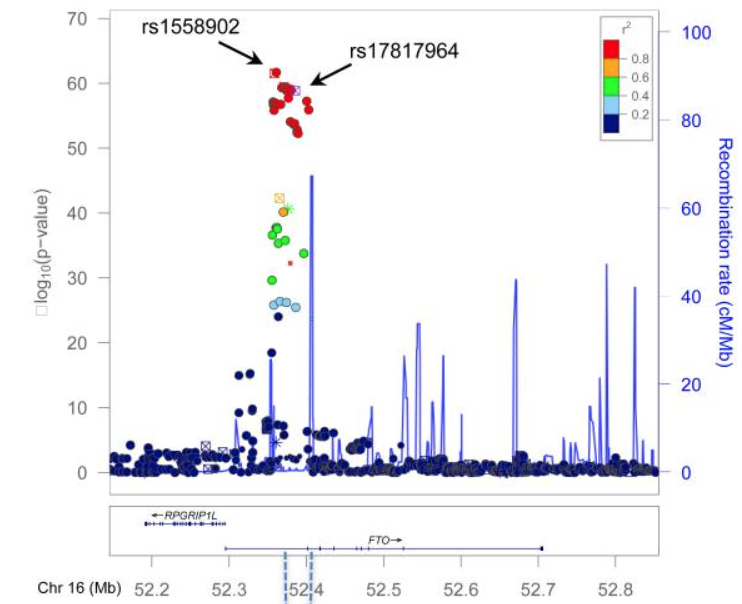 rs1558902
rs17817964
r²
0.8
0.6
0.4
0.2
70
60
50
40
30
20
10
0
□log₁₀(p−value)
100
80
60
40
20
0
Recombination rate (cM/Mb)
←RPGRIP1L
FTO→
Chr 16 (Mb) 52.2 52.3 52.4 52.5 52.6 52.7 52.8